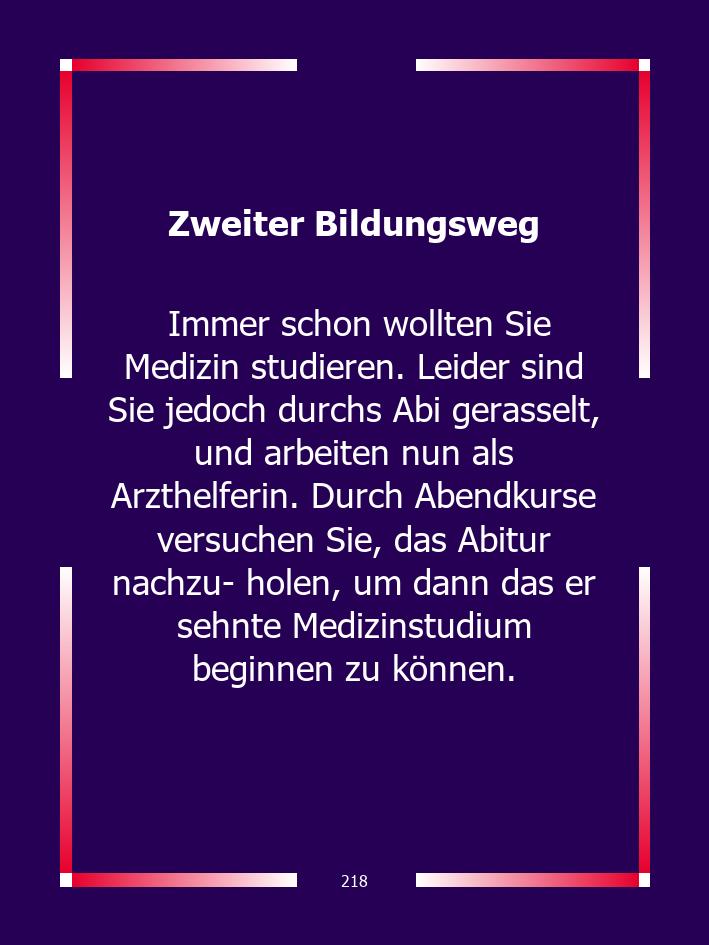 Zweiter Bildungsweg
Immer schon wollten Sie
Medizin studieren. Leider sind
Sie jedoch durchs Abi gerasselt,
und arbeiten nun als
Arzthelferin. Durch Abendkurse
versuchen Sie, das Abitur
nachzu- holen, um dann das er
sehnte Medizinstudium
beginnen zu können.
218